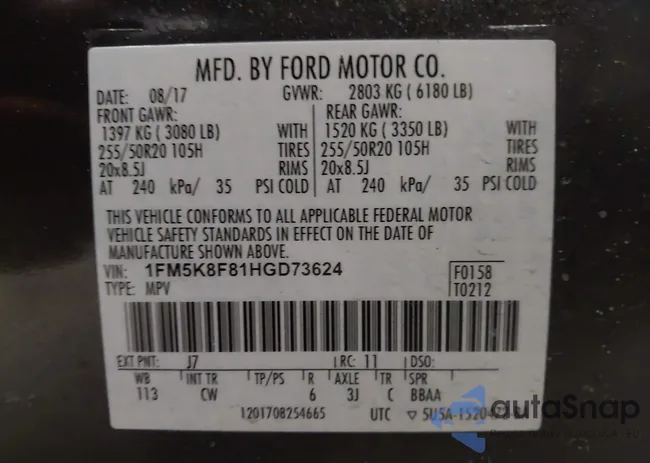 MFD. BY FORD MOTOR CO.
DATE: 08/17 GVWR: 2803 KG ( 6180 LB)
FRONT GAWR: REAR GAWR:
1397 KG ( 3080 LB) WITH 1520 KG ( 3350 LB) WITH
255/50R20 105H TIRES 255/50R20 105H TIRES
20x8.5J RIMS 20x8.5J RIMS
AT 240 kPa/ 35 PSI COLD AT 240 kPa/ 35 PSI COLD
THIS VEHICLE CONFORMS TO ALL APPLICABLE FEDERAL MOTOR
VEHICLE SAFETY STANDARDS IN EFFECT ON THE DATE OF
MANUFACTURE SHOWN ABOVE.
VIN: 1FM5K8F81HGD73624 F0158
TYPE: MPV T0212
EXT PNT: J7 RC: 11 DSO:
WB INT TR TP/PS R AXLE TR SPR
113 CW 6 3J C BBAA
1201708254665 UTC
autoSnap